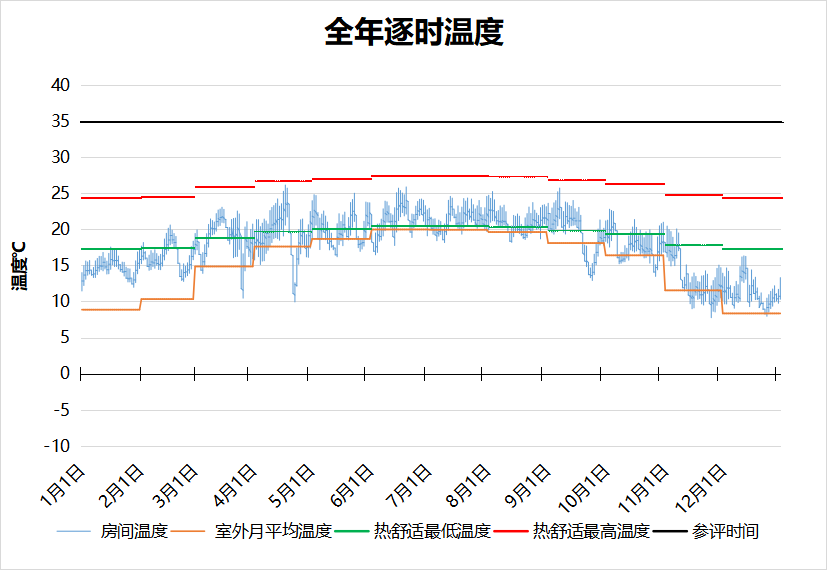 全年逐时温度
40
35
30
25
20
15
10
5
0
-5
-10
温度℃
1月1日
2月1日
3月1日
4月1日
5月1日
6月1日
7月1日
8月1日
9月1日
10月1日
11月1日
12月1日
房间温度 室外月平均温度 热舒适最低温度 热舒适最高温度 参评时间